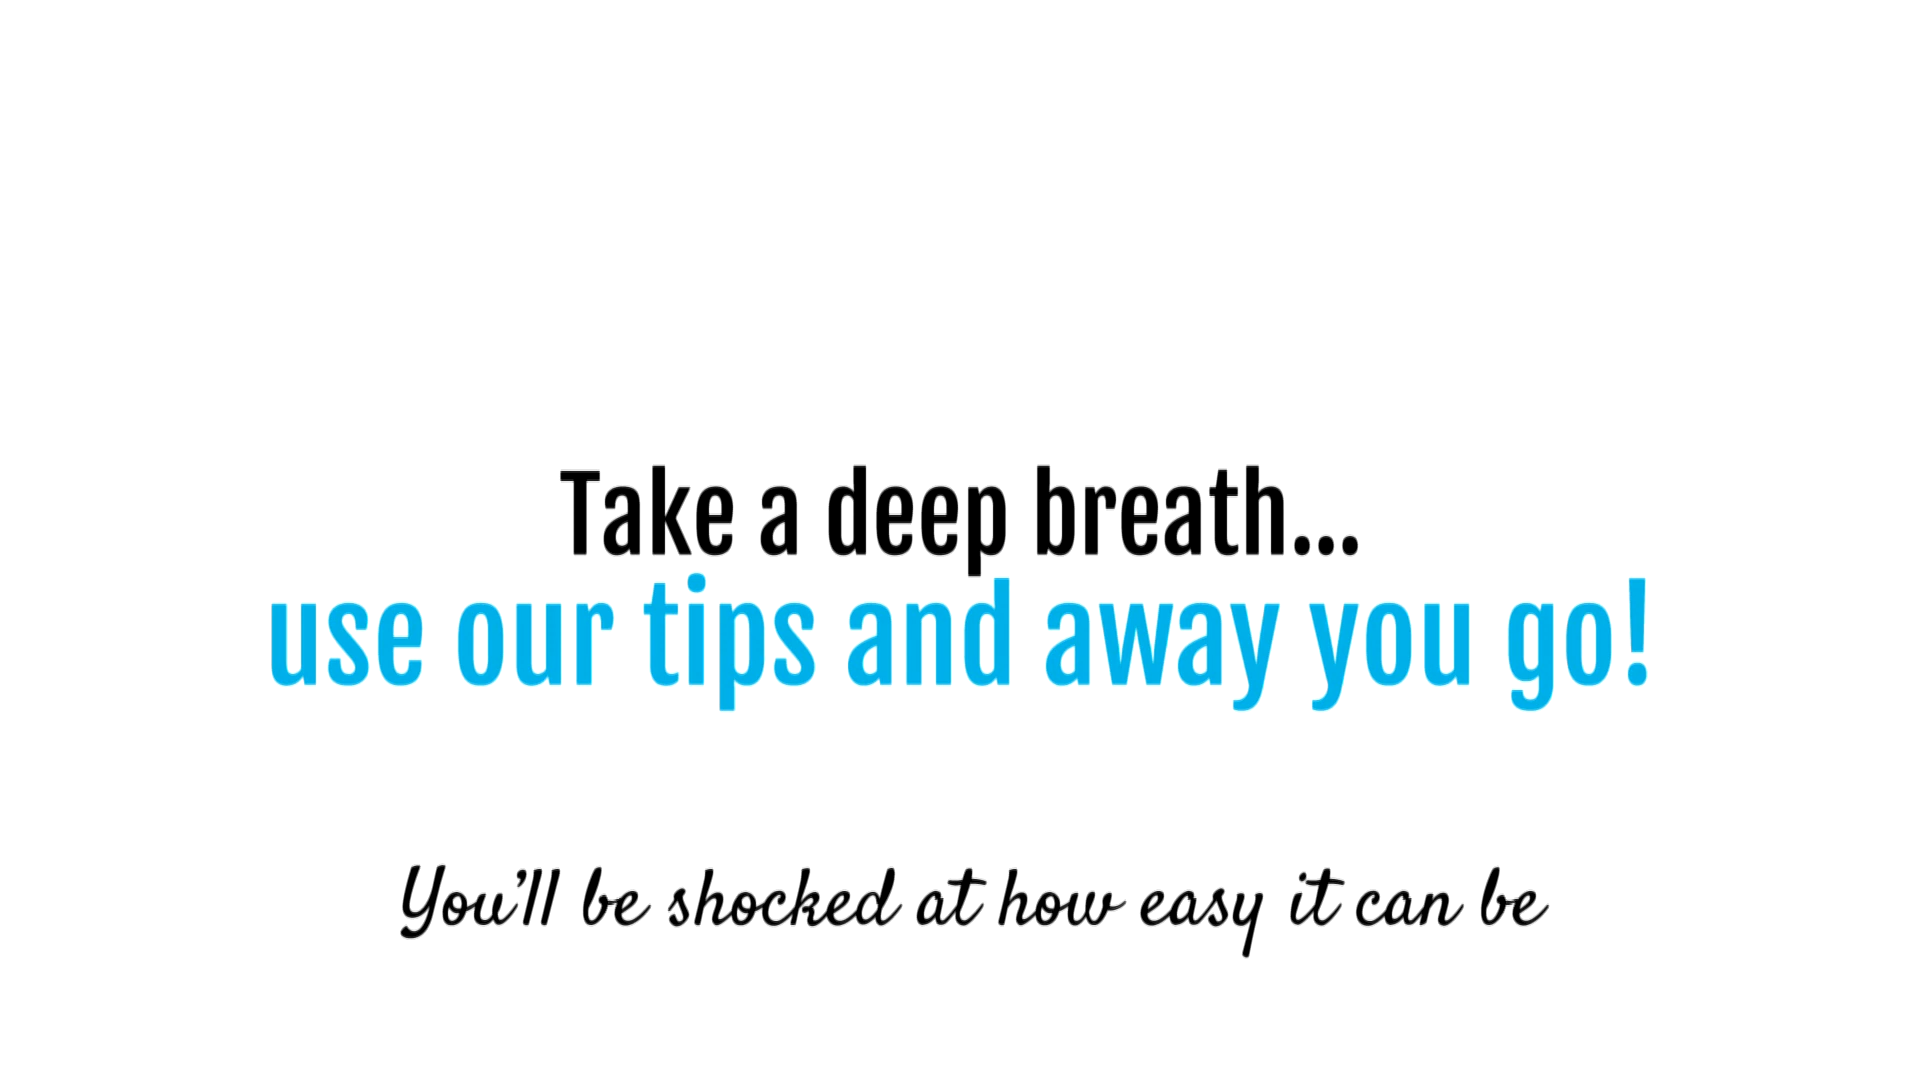 Take a deep breath...
use our tips and away you go!
You’ll be shocked at how easy it can be